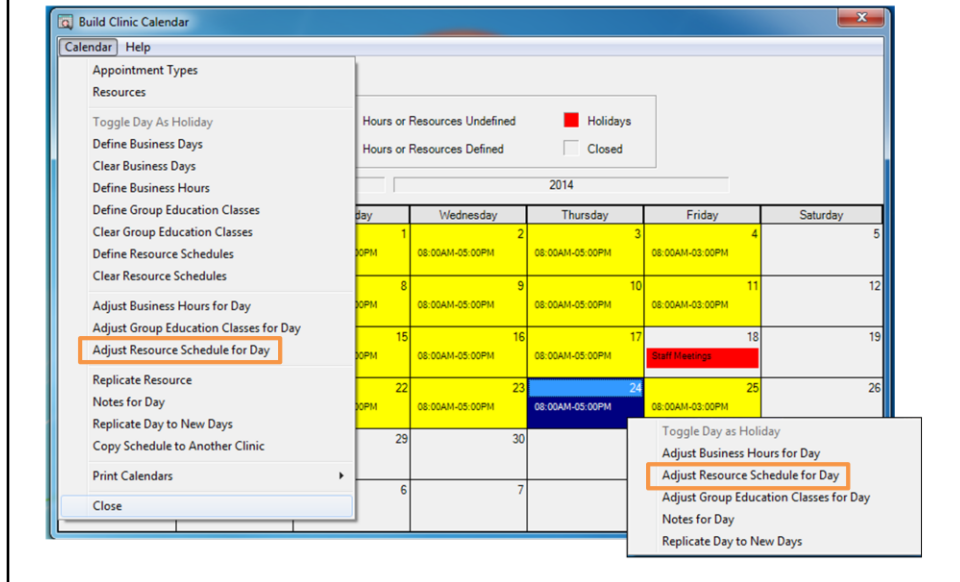 Build Clinic Calendar
Calendar Help
Appointment Types
Resources
Toggle Day As Holiday
Define Business Days
Clear Business Days
Define Business Hours
Define Group Education Classes
Clear Group Education Classes
Define Resource Schedules
Clear Resource Schedules
Adjust Business Hours for Day
Adjust Group Education Classes for Day
Adjust Resource Schedule for Day
Replicate Resource
Notes for Day
Replicate Day to New Days
Copy Schedule to Another Clinic
Print Calendars
Close
Hours or Resources Undefined Holidays
Hours or Resources Defined Closed
2014
day Wednesday Thursday Friday Saturday
1 2 3 4 5
00PM 08:00AM-05:00PM 08:00AM-05:00PM 08:00AM-03:00PM
8 9 10 11 12
00PM 08:00AM-05:00PM 08:00AM-05:00PM 08:00AM-03:00PM
15 16 17 18 19
00PM 08:00AM-05:00PM 08:00AM-05:00PM Staff Meetings
22 23 24 25 26
00PM 08:00AM-05:00PM 08:00AM-05:00PM 08:00AM-03:00PM
29 30
6 7
Toggle Day as Holiday
Adjust Business Hours for Day
Adjust Resource Schedule for Day
Adjust Group Education Classes for Day
Notes for Day
Replicate Day to New Days